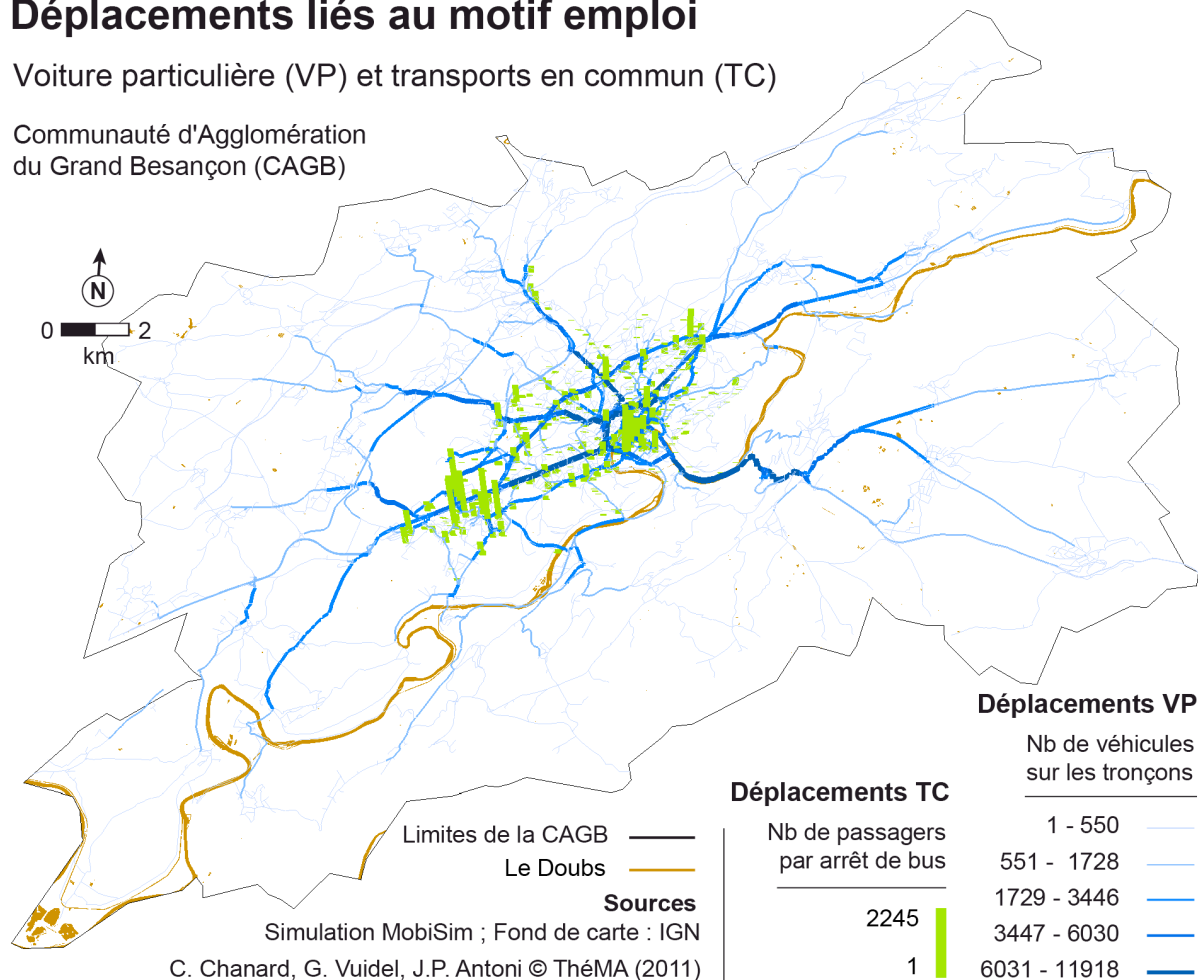 Déplacements liés au motif emploi
Voiture particulière (VP) et transports en commun (TC)
Communauté d'Agglomération
du Grand Besançon (CAGB)
N
0 2
km
Limites de la CAGB
Le Doubs
Sources
Simulation MobiSim ; Fond de carte : IGN
C. Chanard, G. Vuidel, J.P. Antoni © ThéMA (2011)
Déplacements TC
Nb de passagers
par arrêt de bus
2245
1
Déplacements VP
Nb de véhicules
sur les tronçons
1 - 550
551 - 1728
1729 - 3446
3447 - 6030
6031 - 11918